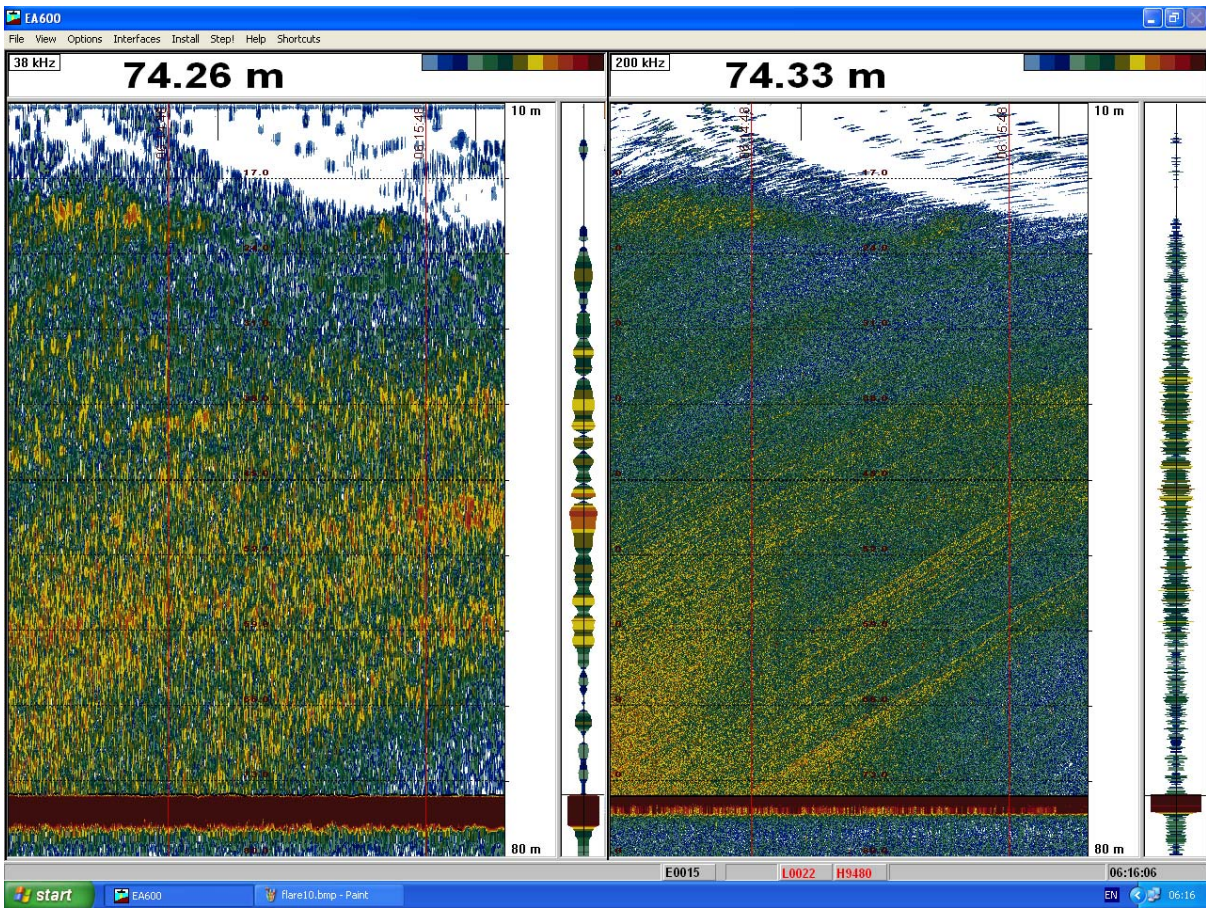 EA600
File View Options Interfaces Install Step! Help Shortcuts
38 kHz
74.26 m
200 kHz
74.33 m
10 m
10 m
06:15:48
06:15:48
17.0
17.0
80 m
80 m
E0015 L0022 H9480 06:16:06
start EA600 flare10.bmp - Paint EN 06:16